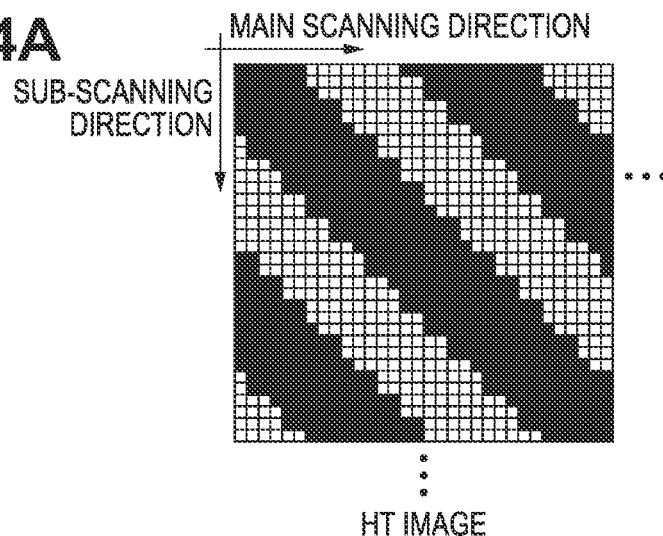 4A
MAIN SCANNING DIRECTION
SUB-SCANNING
DIRECTION
HT IMAGE